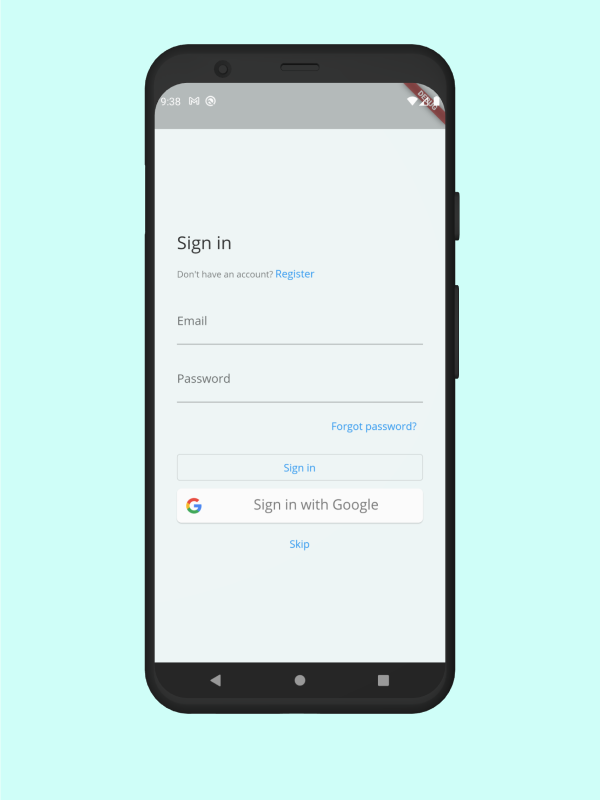 9:38
DEBUG
Sign in
Don't have an account? Register
Email
Password
Forgot password?
Sign in
Sign in with Google
Skip